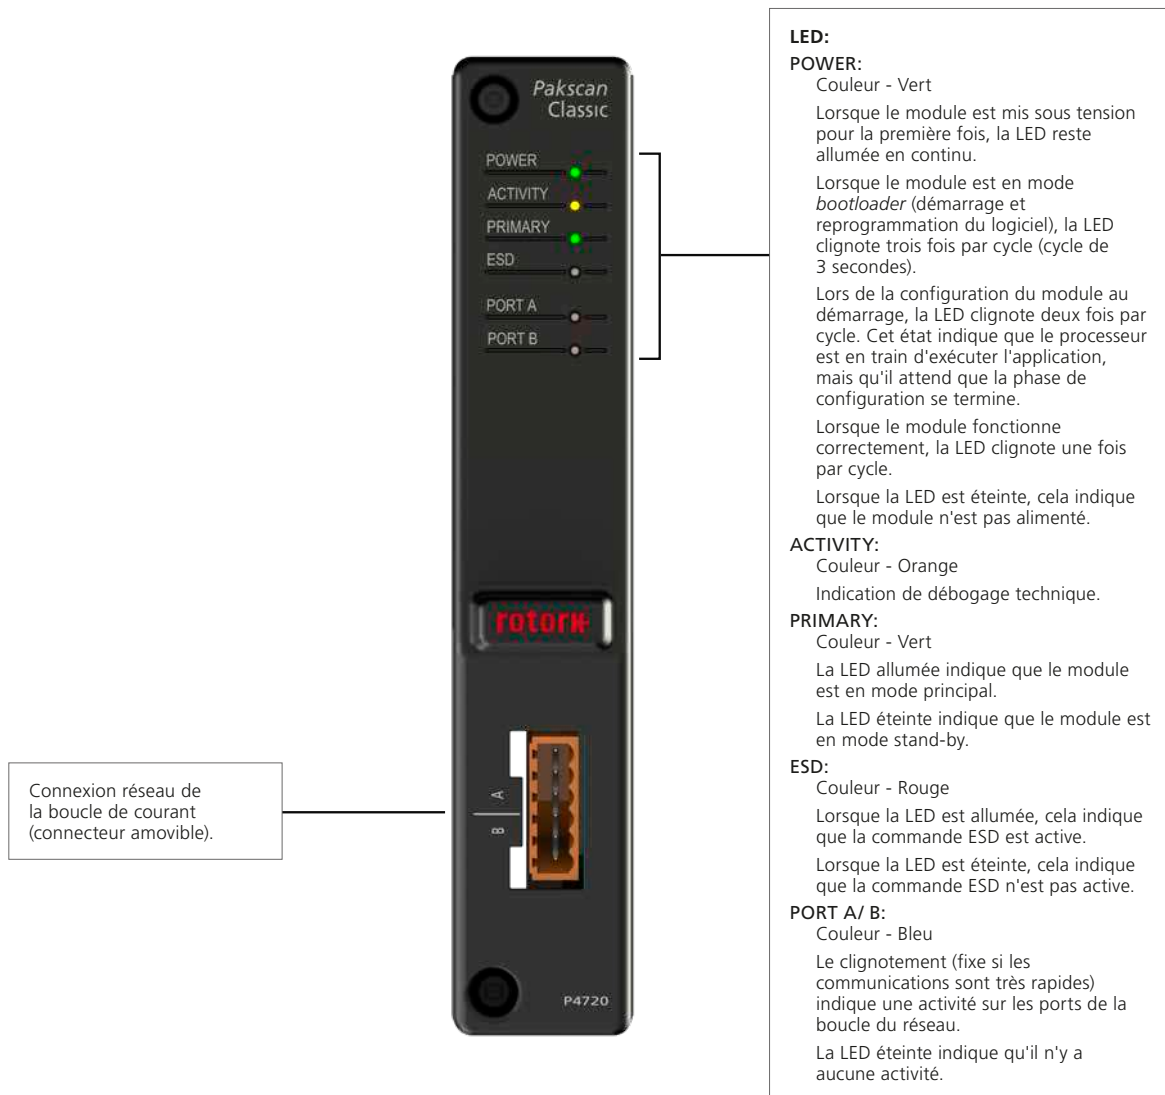 Pakscan
Classic
POWER
ACTIVITY
PRIMARY
ESD
PORT A
PORT B
rotork
A
B
P4720
Connexion réseau de
la boucle de courant
(connecteur amovible).
LED:
POWER:
Couleur - Vert
Lorsque le module est mis sous tension
pour la première fois, la LED reste
allumée en continu.
Lorsque le module est en mode
bootloader (démarrage et
reprogrammation du logiciel), la LED
clignote trois fois par cycle (cycle de
3 secondes).
Lors de la configuration du module au
démarrage, la LED clignote deux fois par
cycle. Cet état indique que le processeur
est en train d'exécuter l'application,
mais qu'il attend que la phase de
configuration se termine.
Lorsque le module fonctionne
correctement, la LED clignote une fois
par cycle.
Lorsque la LED est éteinte, cela indique
que le module n'est pas alimenté.
ACTIVITY:
Couleur - Orange
Indication de débogage technique.
PRIMARY:
Couleur - Vert
La LED allumée indique que le module
est en mode principal.
La LED éteinte indique que le module est
en mode stand-by.
ESD:
Couleur - Rouge
Lorsque la LED est allumée, cela indique
que la commande ESD est active.
Lorsque la LED est éteinte, cela indique
que la commande ESD n'est pas active.
PORT A/ B:
Couleur - Bleu
Le clignotement (fixe si les
communications sont très rapides)
indique une activité sur les ports de la
boucle du réseau.
La LED éteinte indique qu'il n'y a
aucune activité.